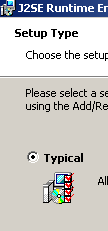 J2SE Runtime En
Setup Type
Choose the setup
Please select a se
using the Add/Re
Typical
All